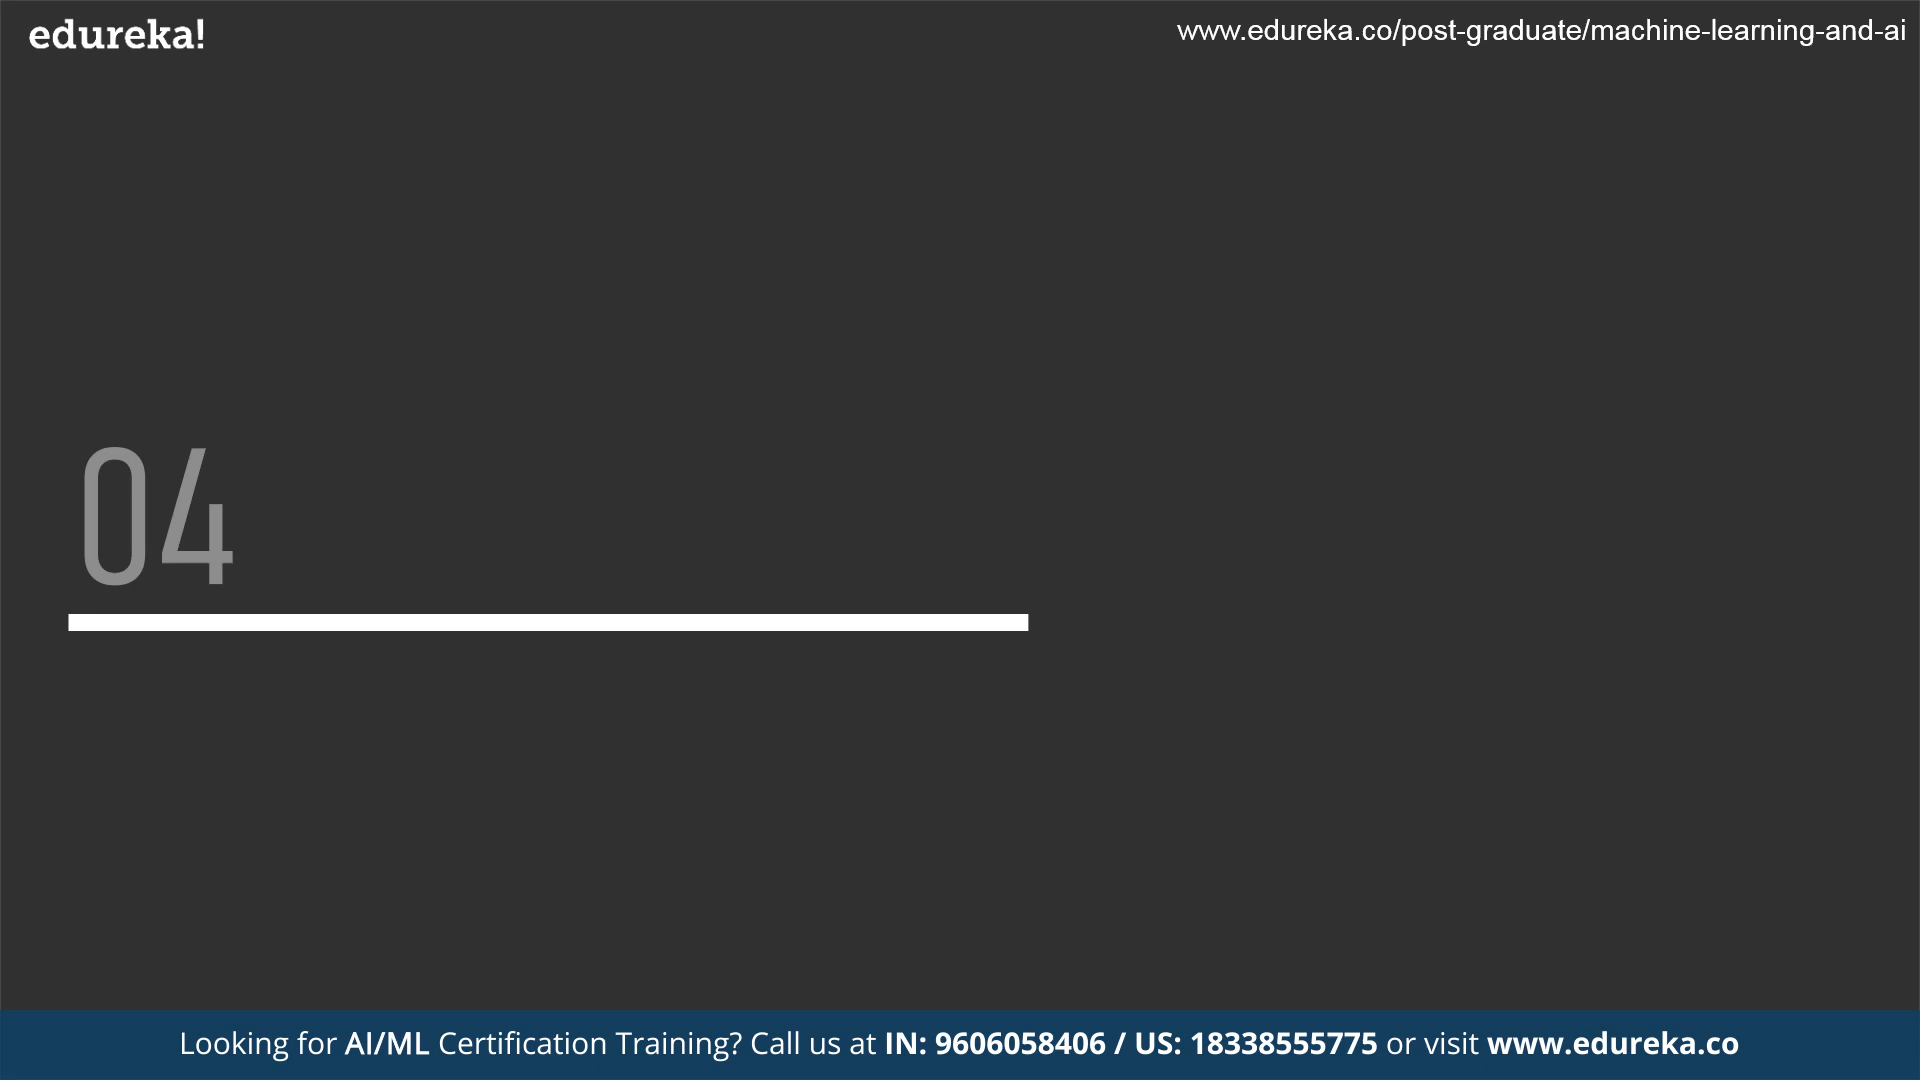 edureka!
www.edureka.co/post-graduate/machine-learning-and-ai
04
Looking for AI/ML Certification Training? Call us at IN: 9606058406 / US: 18338555775 or visit www.edureka.co